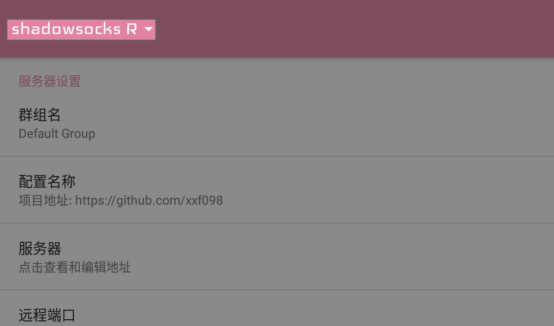 shadowsocks R
服务器设置
群组名
Default Group
配置名称
项目地址: https://github.com/xxf098
服务器
点击查看和编辑地址
远程端口